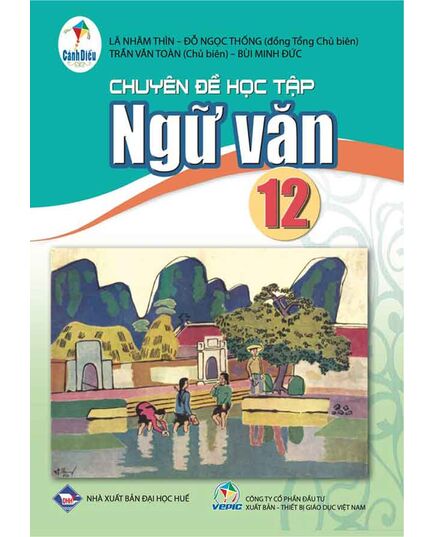 Cánh Diều
LÃ NHÂM THÌN – ĐỖ NGỌC THỐNG (đồng Tổng Chủ biên)
TRẦN VĂN TOÀN (Chủ biên) – BÙI MINH ĐỨC
CHUYÊN ĐỀ HỌC TẬP
NGỮ VĂN
12
ĐHH
NHÀ XUẤT BẢN ĐẠI HỌC HUẾ
VEPIC
CÔNG TY CỔ PHẦN ĐẦU TƯ
XUẤT BẢN - THIẾT BỊ GIÁO DỤC VIỆT NAM